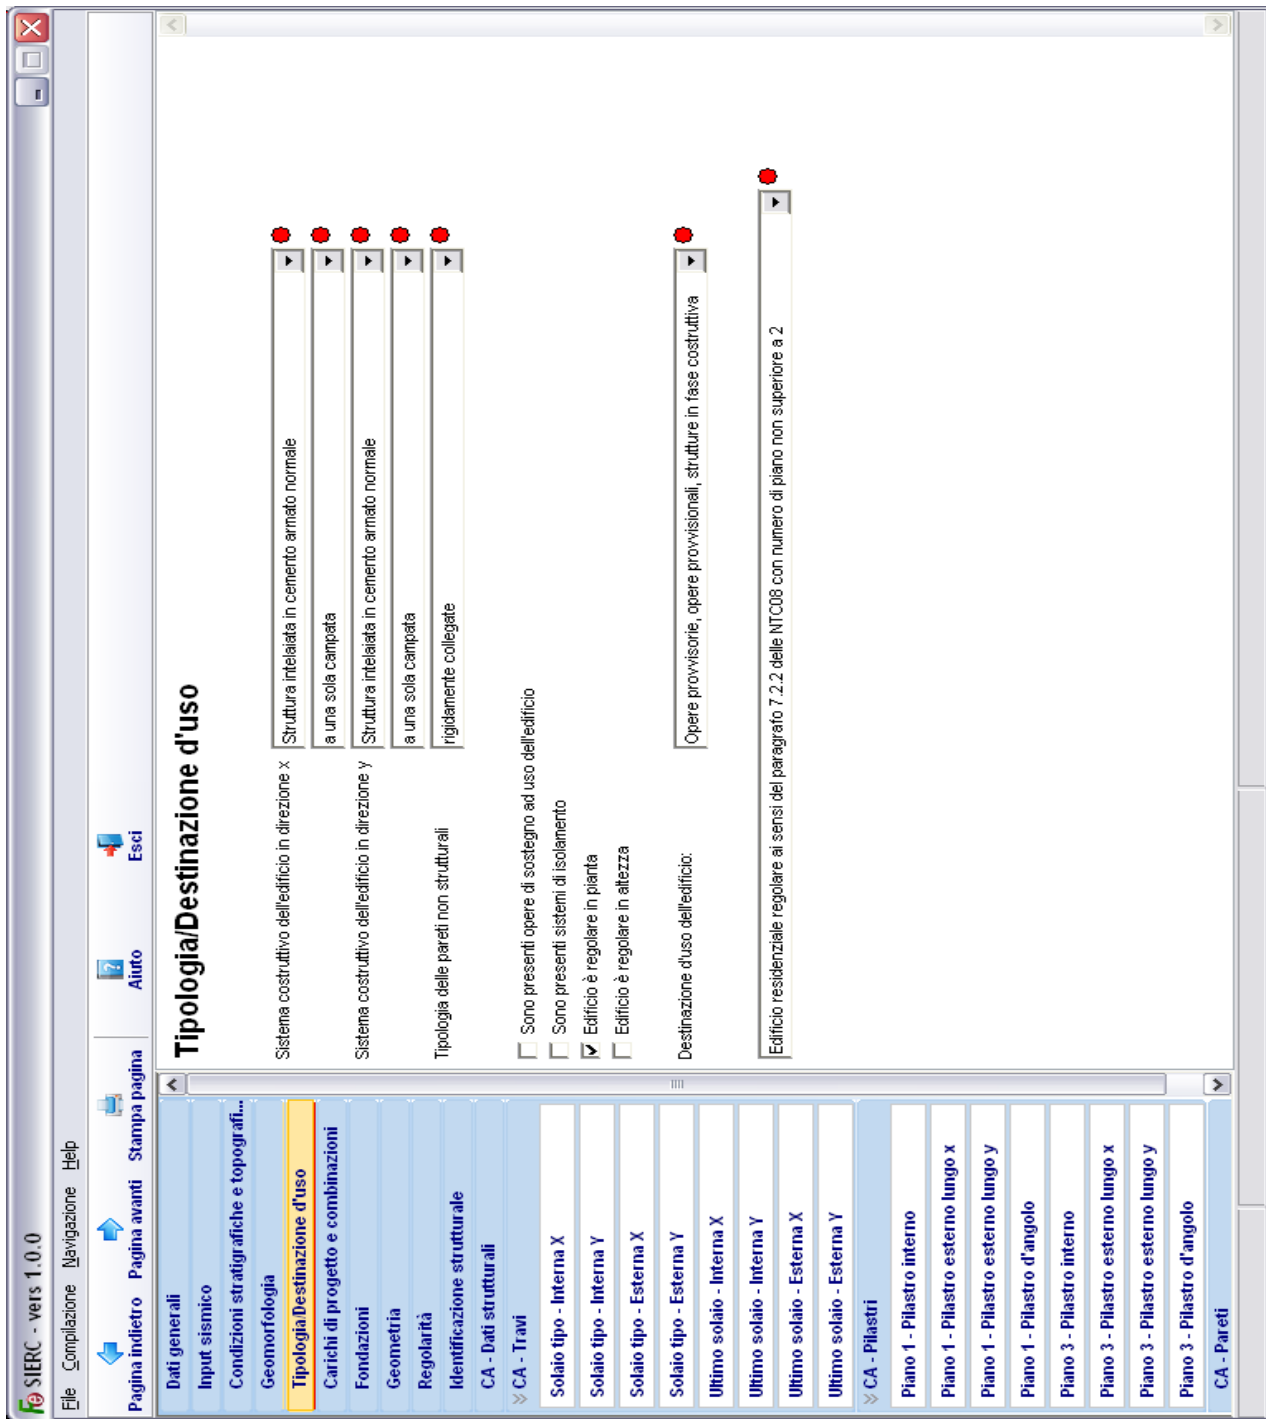 SIERC - vers 1.0.0
File Compilazione Navigazione Help
Pagina indietro Pagina avanti Stampa pagina Aiuto Esci
Dati generali
Input sismico
Condizioni stratigrafiche e topografi...
Geomorfologia
Tipologia/Destinazione d'uso
Carichi di progetto e combinazioni
Fondazioni
Geometria
Regolarità
Identificazione strutturale
CA - Dati strutturali
CA - Travi
Solaio tipo - Interna X
Solaio tipo - Interna Y
Solaio tipo - Esterna X
Solaio tipo - Esterna Y
Ultimo solaio - Interna X
Ultimo solaio - Interna Y
Ultimo solaio - Esterna X
Ultimo solaio - Esterna Y
CA - Pilastri
Piano 1 - Pilastro interno
Piano 1 - Pilastro esterno lungo x
Piano 1 - Pilastro esterno lungo y
Piano 1 - Pilastro d'angolo
Piano 3 - Pilastro interno
Piano 3 - Pilastro esterno lungo x
Piano 3 - Pilastro esterno lungo y
Piano 3 - Pilastro d'angolo
CA - Pareti
Tipologia/Destinazione d'uso
Sistema costruttivo dell'edificio in direzione x Struttura intelaiata in cemento armato normale
a una sola campata
Sistema costruttivo dell'edificio in direzione y Struttura intelaiata in cemento armato normale
a una sola campata
Tipologia delle pareti non strutturali rigidamente collegate
Sono presenti opere di sostegno ad uso dell'edificio
Sono presenti sistemi di isolamento
Edificio è regolare in pianta
Edificio è regolare in altezza
Destinazione d'uso dell'edificio: Opere provvisorie, opere provvisionali, strutture in fase costruttiva
Edificio residenziale regolare ai sensi del paragrafo 7.2.2 delle NTC08 con numero di piano non superiore a 2